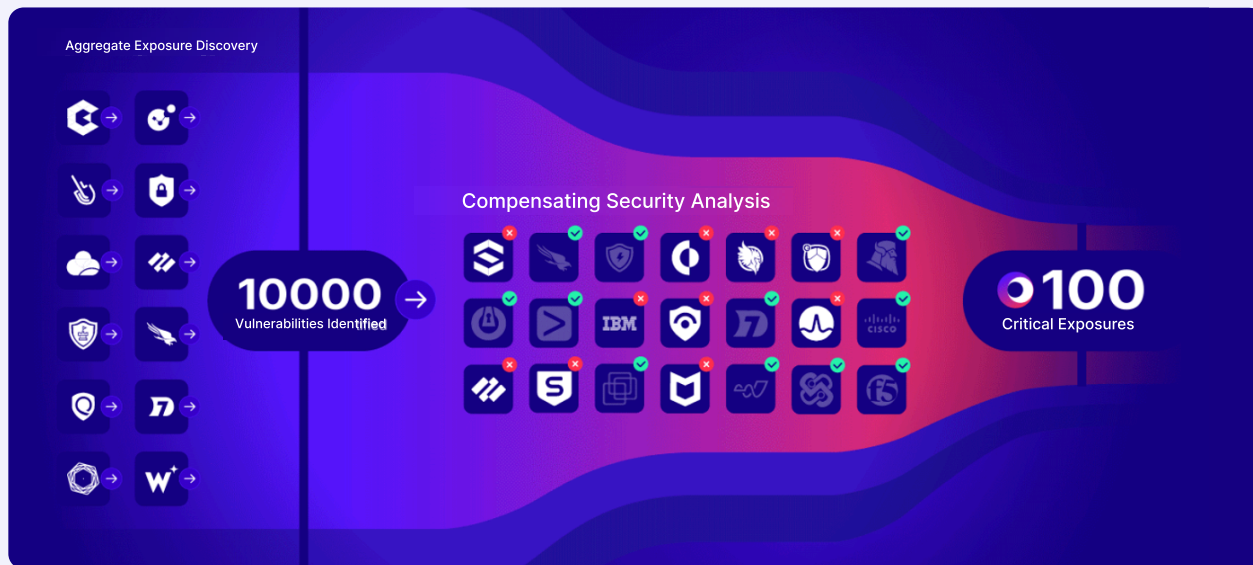 Aggregate Exposure Discovery
10000
Vulnerabilities Identified
Compensating Security Analysis
IBM
CISCO
100
Critical Exposures